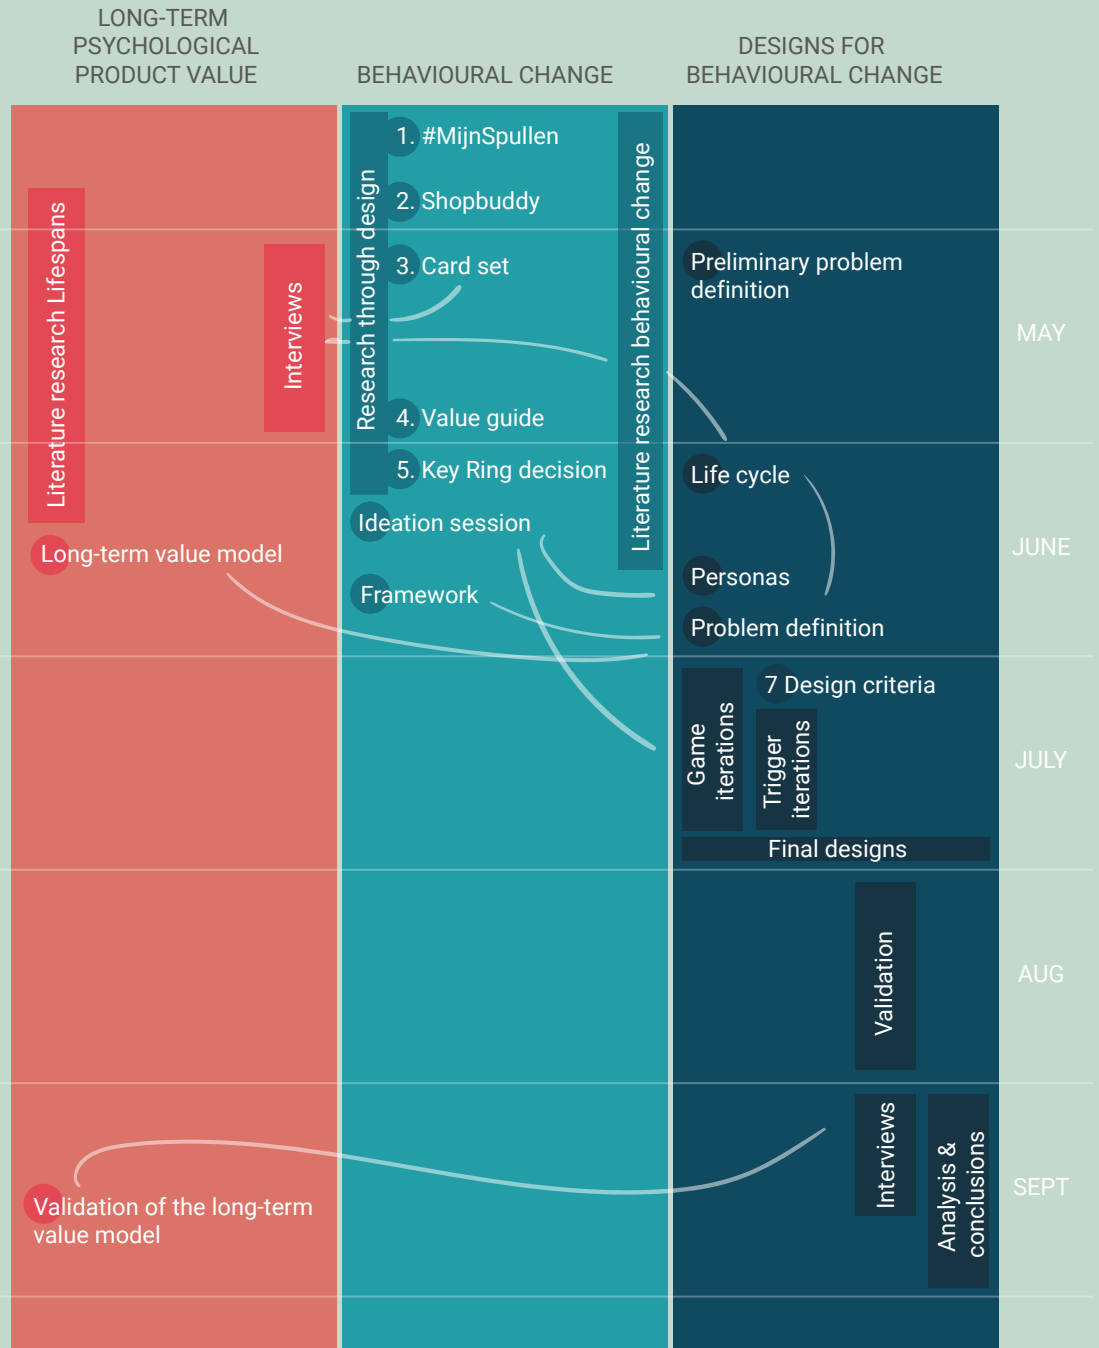 LONG-TERM
PSYCHOLOGICAL
PRODUCT VALUE
BEHAVIOURAL CHANGE
DESIGNS FOR
BEHAVIOURAL CHANGE
Literature research Lifespans
Interviews
Long-term value model
Validation of the long-term
value model
Research through design
1. #MijnSpullen
2. Shopbuddy
3. Card set
4. Value guide
5. Key Ring decision
Ideation session
Framework
Literature research behavioural change
Preliminary problem
definition
Life cycle
Personas
Problem definition
7 Design criteria
Game
iterations
Trigger
iterations
Final designs
Validation
Interviews
Analysis &
conclusions
MAY
JUNE
JULY
AUG
SEPT